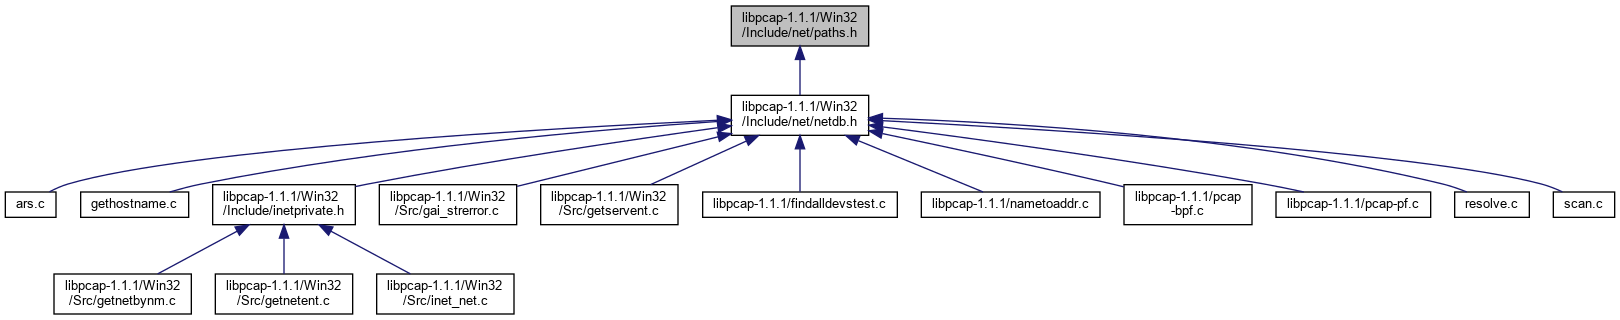 libpcap-1.1.1/Win32
/Include/net/paths.h
libpcap-1.1.1/Win32
/Include/net/netdb.h
ars.c
gethostname.c
libpcap-1.1.1/Win32
/Include/inetprivate.h
libpcap-1.1.1/Win32
/Src/gai_strerror.c
libpcap-1.1.1/Win32
/Src/getservent.c
libpcap-1.1.1/findalldevstest.c
libpcap-1.1.1/nametoaddr.c
libpcap-1.1.1/pcap
-bpf.c
libpcap-1.1.1/pcap-pf.c
resolve.c
scan.c
libpcap-1.1.1/Win32
/Src/getnetbynm.c
libpcap-1.1.1/Win32
/Src/getnetent.c
libpcap-1.1.1/Win32
/Src/inet_net.c